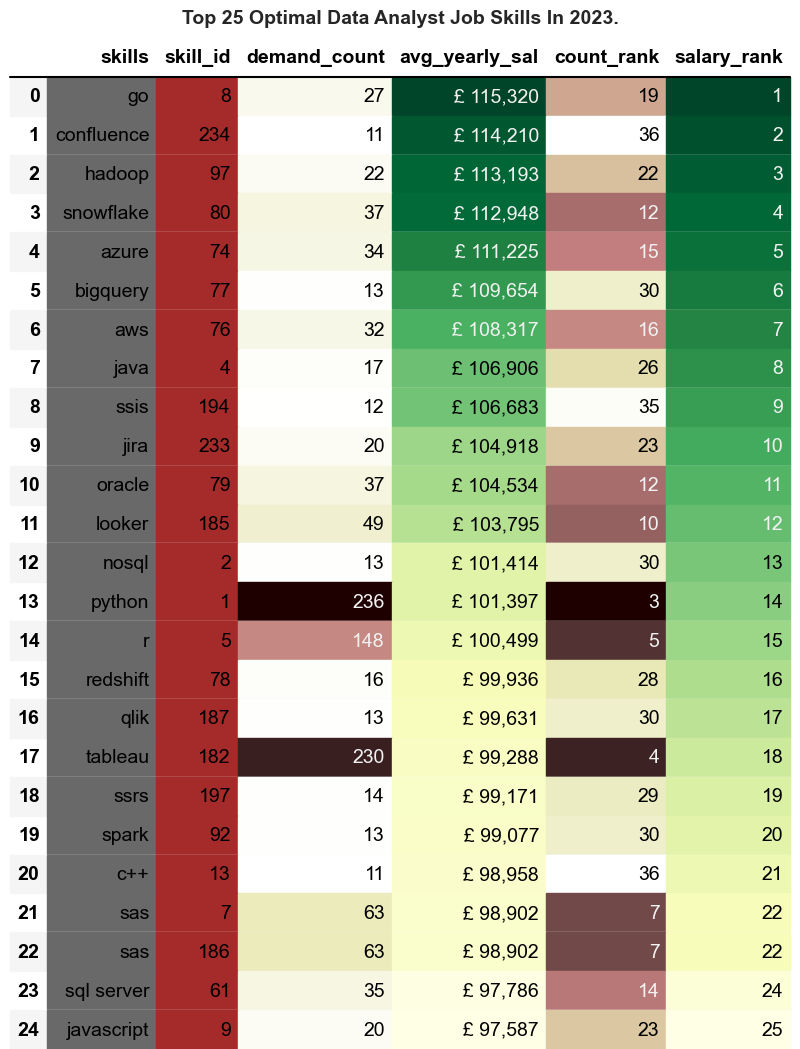 Top 25 Optimal Data Analyst Job Skills In 2023.
skills skill_id demand_count avg_yearly_sal count_rank salary_rank
0 go 8 27 £ 115,320 19 1
1 confluence 234 11 £ 114,210 36 2
2 hadoop 97 22 £ 113,193 22 3
3 snowflake 80 37 £ 112,948 12 4
4 azure 74 34 £ 111,225 15 5
5 bigquery 77 13 £ 109,654 30 6
6 aws 76 32 £ 108,317 16 7
7 java 4 17 £ 106,906 26 8
8 ssis 194 12 £ 106,683 35 9
9 jira 233 20 £ 104,918 23 10
10 oracle 79 37 £ 104,534 12 11
11 looker 185 49 £ 103,795 10 12
12 nosql 2 13 £ 101,414 30 13
13 python 1 236 £ 101,397 3 14
14 r 5 148 £ 100,499 5 15
15 redshift 78 16 £ 99,936 28 16
16 qlik 187 13 £ 99,631 30 17
17 tableau 182 230 £ 99,288 4 18
18 ssrs 197 14 £ 99,171 29 19
19 spark 92 13 £ 99,077 30 20
20 c++ 13 11 £ 98,958 36 21
21 sas 7 63 £ 98,902 7 22
22 sas 186 63 £ 98,902 7 22
23 sql server 61 35 £ 97,786 14 24
24 javascript 9 20 £ 97,587 23 25